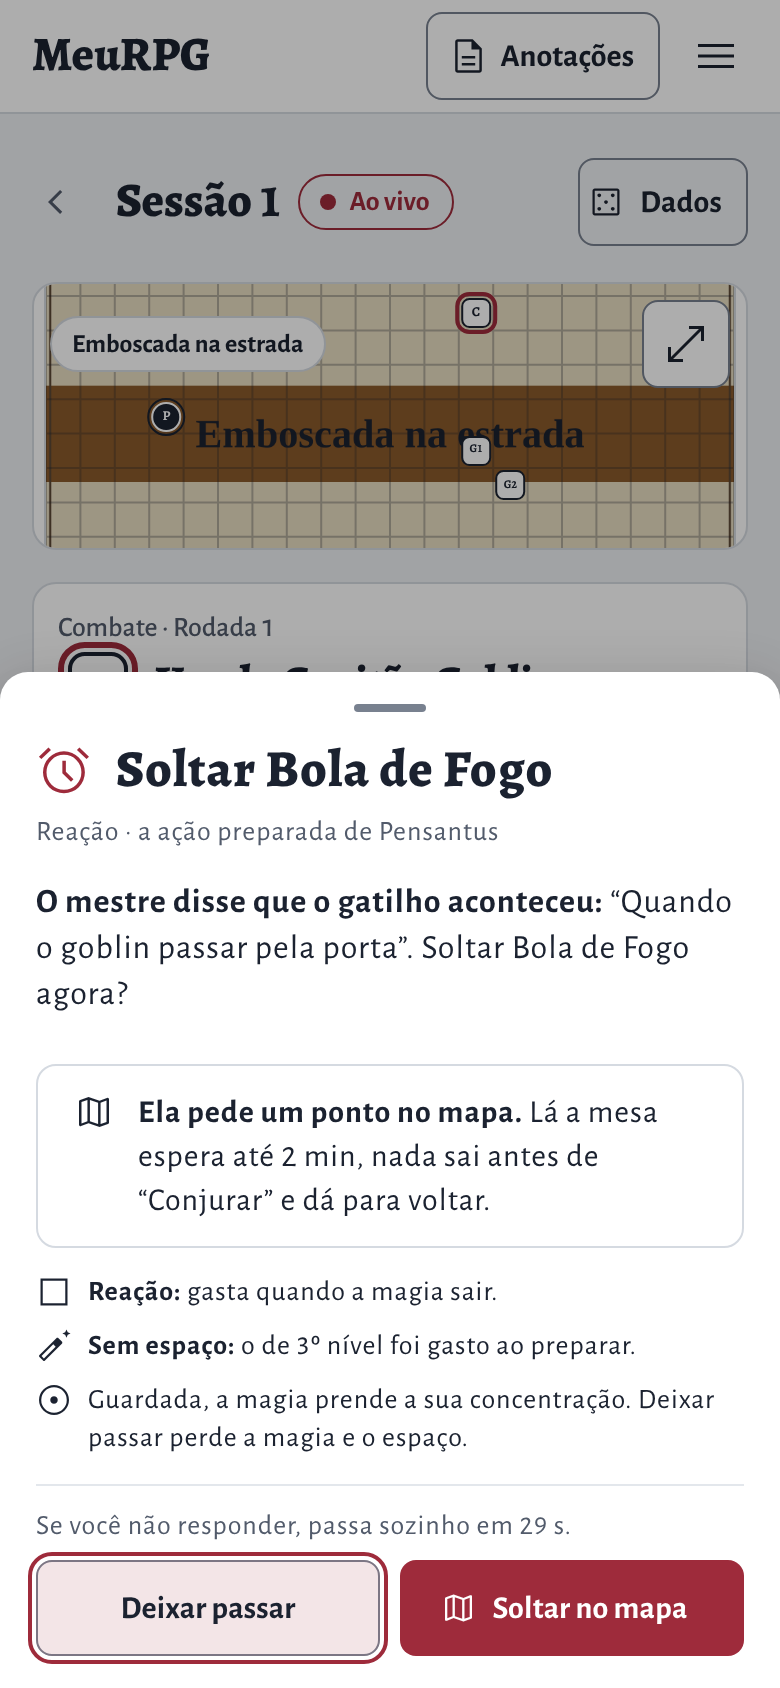 MeuRPG
Anotações
Sessão 1
Ao vivo
Dados
C
Emboscada na estrada
P
Emboscada na estrada
G1
G2
Combate · Rodada 1
Soltar Bola de Fogo
Reação · a ação preparada de Pensantus
O mestre disse que o gatilho aconteceu: “Quando
o goblin passar pela porta”. Soltar Bola de Fogo
agora?
Ela pede um ponto no mapa. Lá a mesa
espera até 2 min, nada sai antes de
“Conjurar” e dá para voltar.
Reação: gasta quando a magia sair.
Sem espaço: o de 3º nível foi gasto ao preparar.
Guardada, a magia prende a sua concentração. Deixar
passar perde a magia e o espaço.
Se você não responder, passa sozinho em 29 s.
Deixar passar
Soltar no mapa